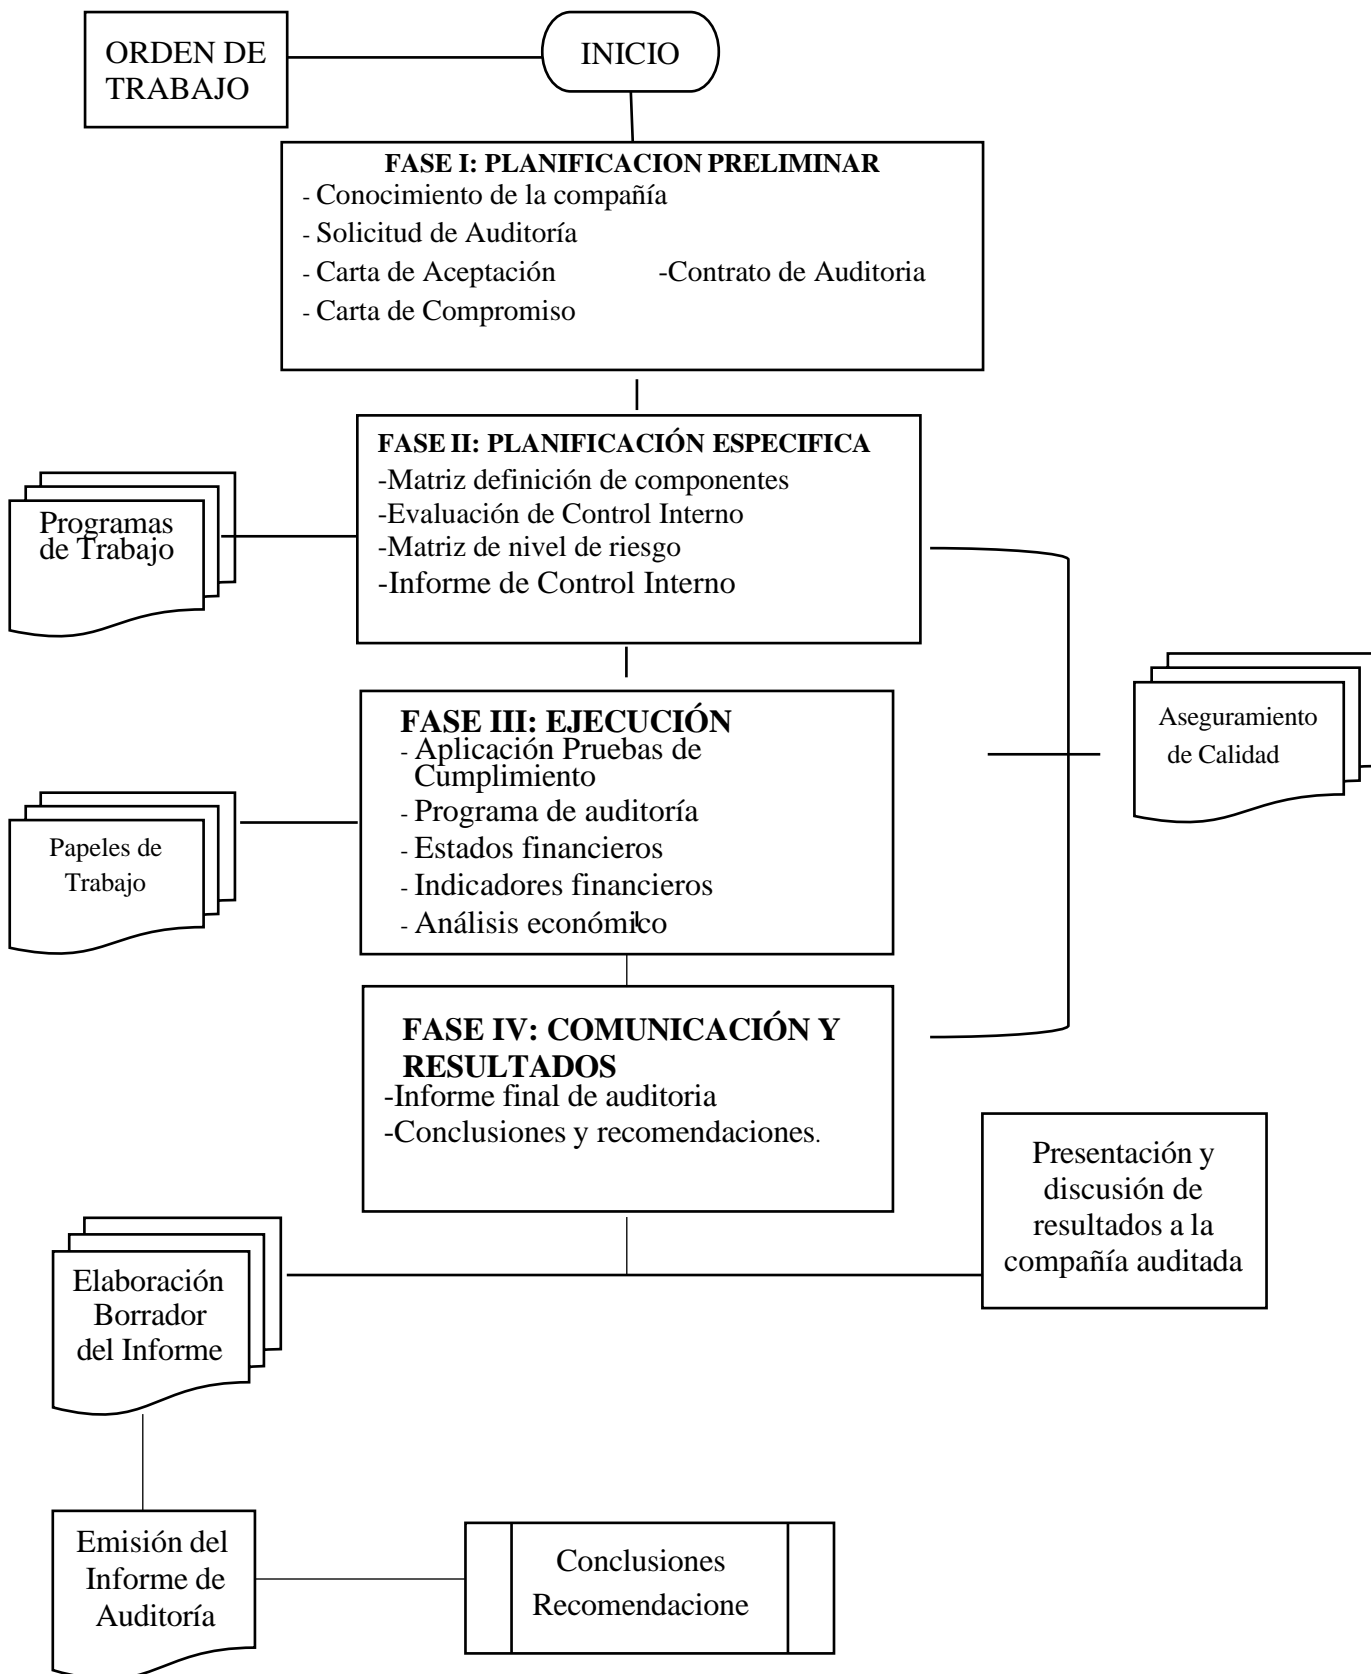 ORDEN DE
TRABAJO
INICIO
FASE I: PLANIFICACION PRELIMINAR
- Conocimiento de la compañía
- Solicitud de Auditoría
- Carta de Aceptación -Contrato de Auditoria
- Carta de Compromiso
FASE II: PLANIFICACIÓN ESPECIFICA
-Matriz definición de componentes
-Evaluación de Control Interno
-Matriz de nivel de riesgo
-Informe de Control Interno
Programas
de Trabajo
FASE III: EJECUCIÓN
- Aplicación Pruebas de
Cumplimiento
- Programa de auditoría
- Estados financieros
- Indicadores financieros
- Análisis económico
Papeles de
Trabajo
Aseguramiento
de Calidad
FASE IV: COMUNICACIÓN Y
RESULTADOS
-Informe final de auditoria
-Conclusiones y recomendaciones.
Presentación y
discusión de
resultados a la
compañía auditada
Elaboración
Borrador
del Informe
Emisión del
Informe de
Auditoría
Conclusiones
Recomendacione